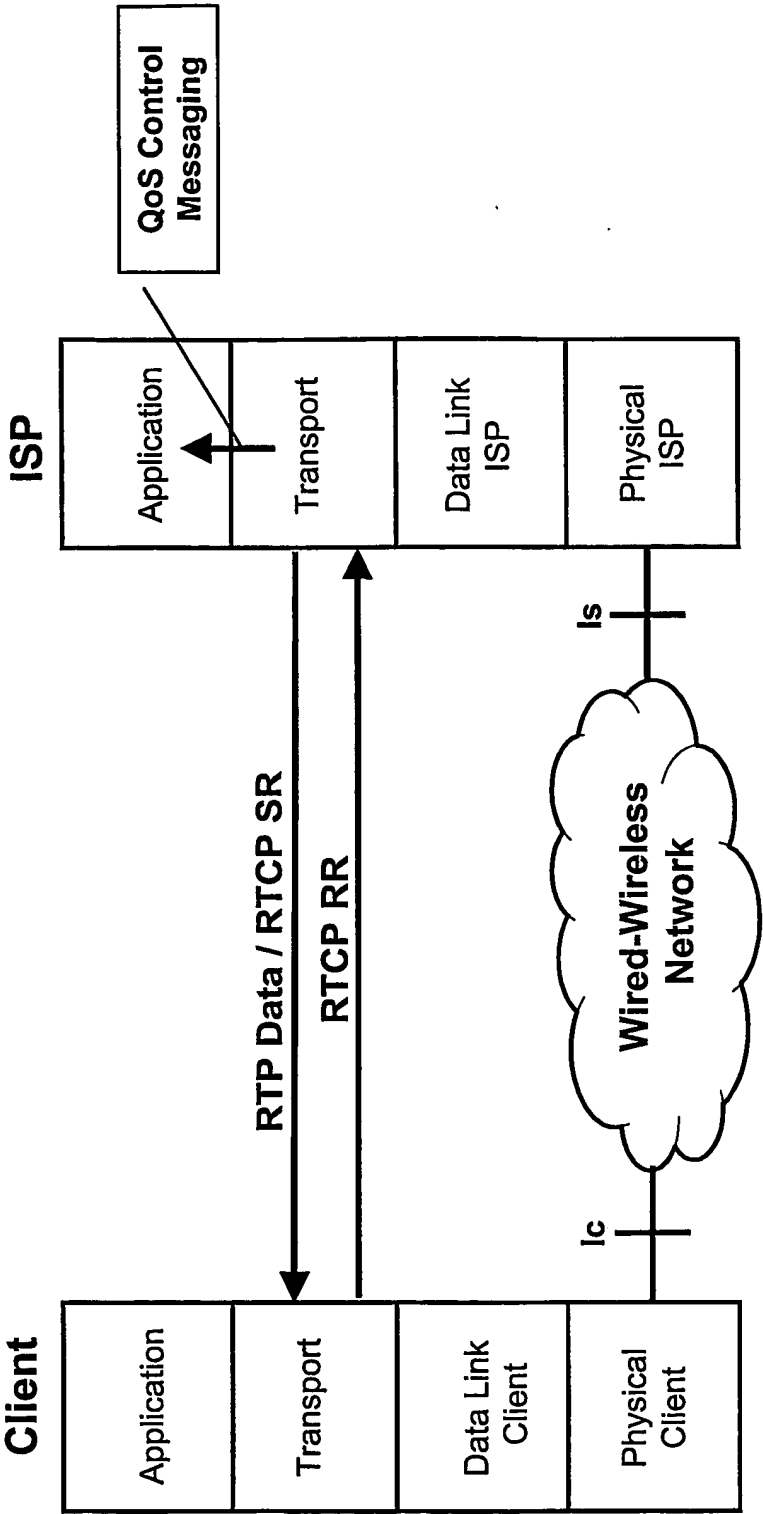 Client
ISP
QoS Control
Messaging
Application
Transport
Data Link
Client
Physical
Client
RTP Data / RTCP SR
RTCP RR
Ic
Wired-Wireless
Network
Is
Application
Transport
Data Link
ISP
Physical
ISP